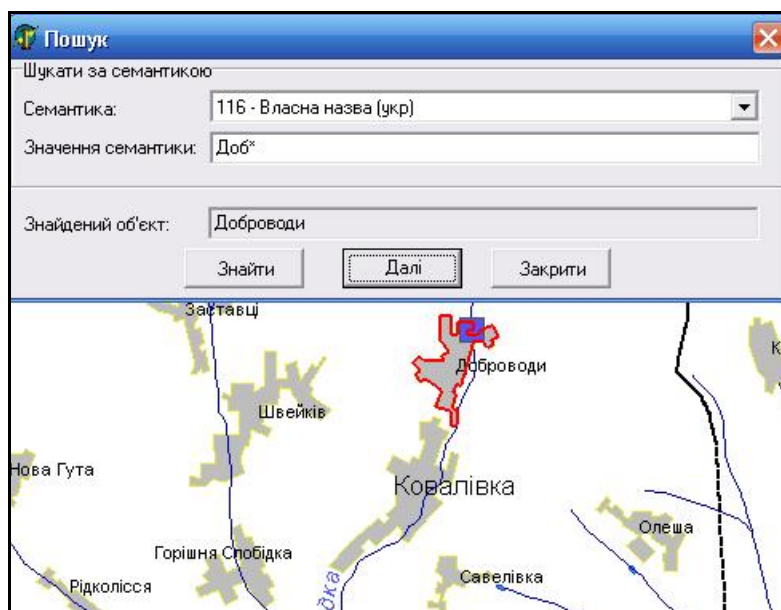 Пошук
Шукати за семантикою
Семантика: 116 - Власна назва (укр)
Значення семантики: Доб*
Знайдений об'єкт: Доброводи
Знайти Далі Закрити
Заставці
Доброводи
К
Швейків
Нова Гута
Ковалівка
Олеша
Горішня Слобідка
Савелівка
Рідколісся
дка